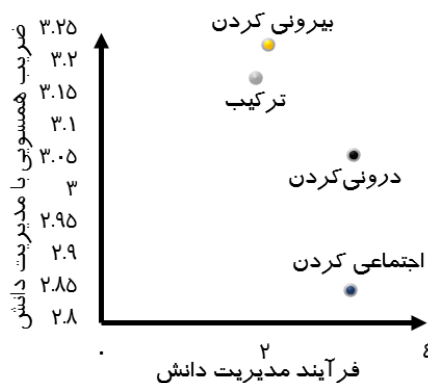 ضریب همسویی با مدیریت دانش
۳.۲۵
۳.۲
۳.۱۵
۳.۱
۳.۰۵
۳
۲.۹۵
۲.۹
۲.۸۵
۲.۸
بیرونی کردن
ترکیب
درونی‌کردن
اجتماعی کردن
۰
۲
٤
فرآیند مدیریت دانش